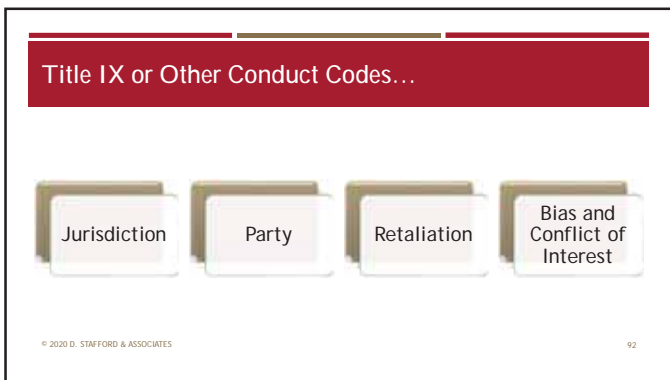 Title IX or Other Conduct Codes...
Jurisdiction
Party
Retaliation
Bias and
Conflict of
Interest
© 2020 D. STAFFORD & ASSOCIATES
92